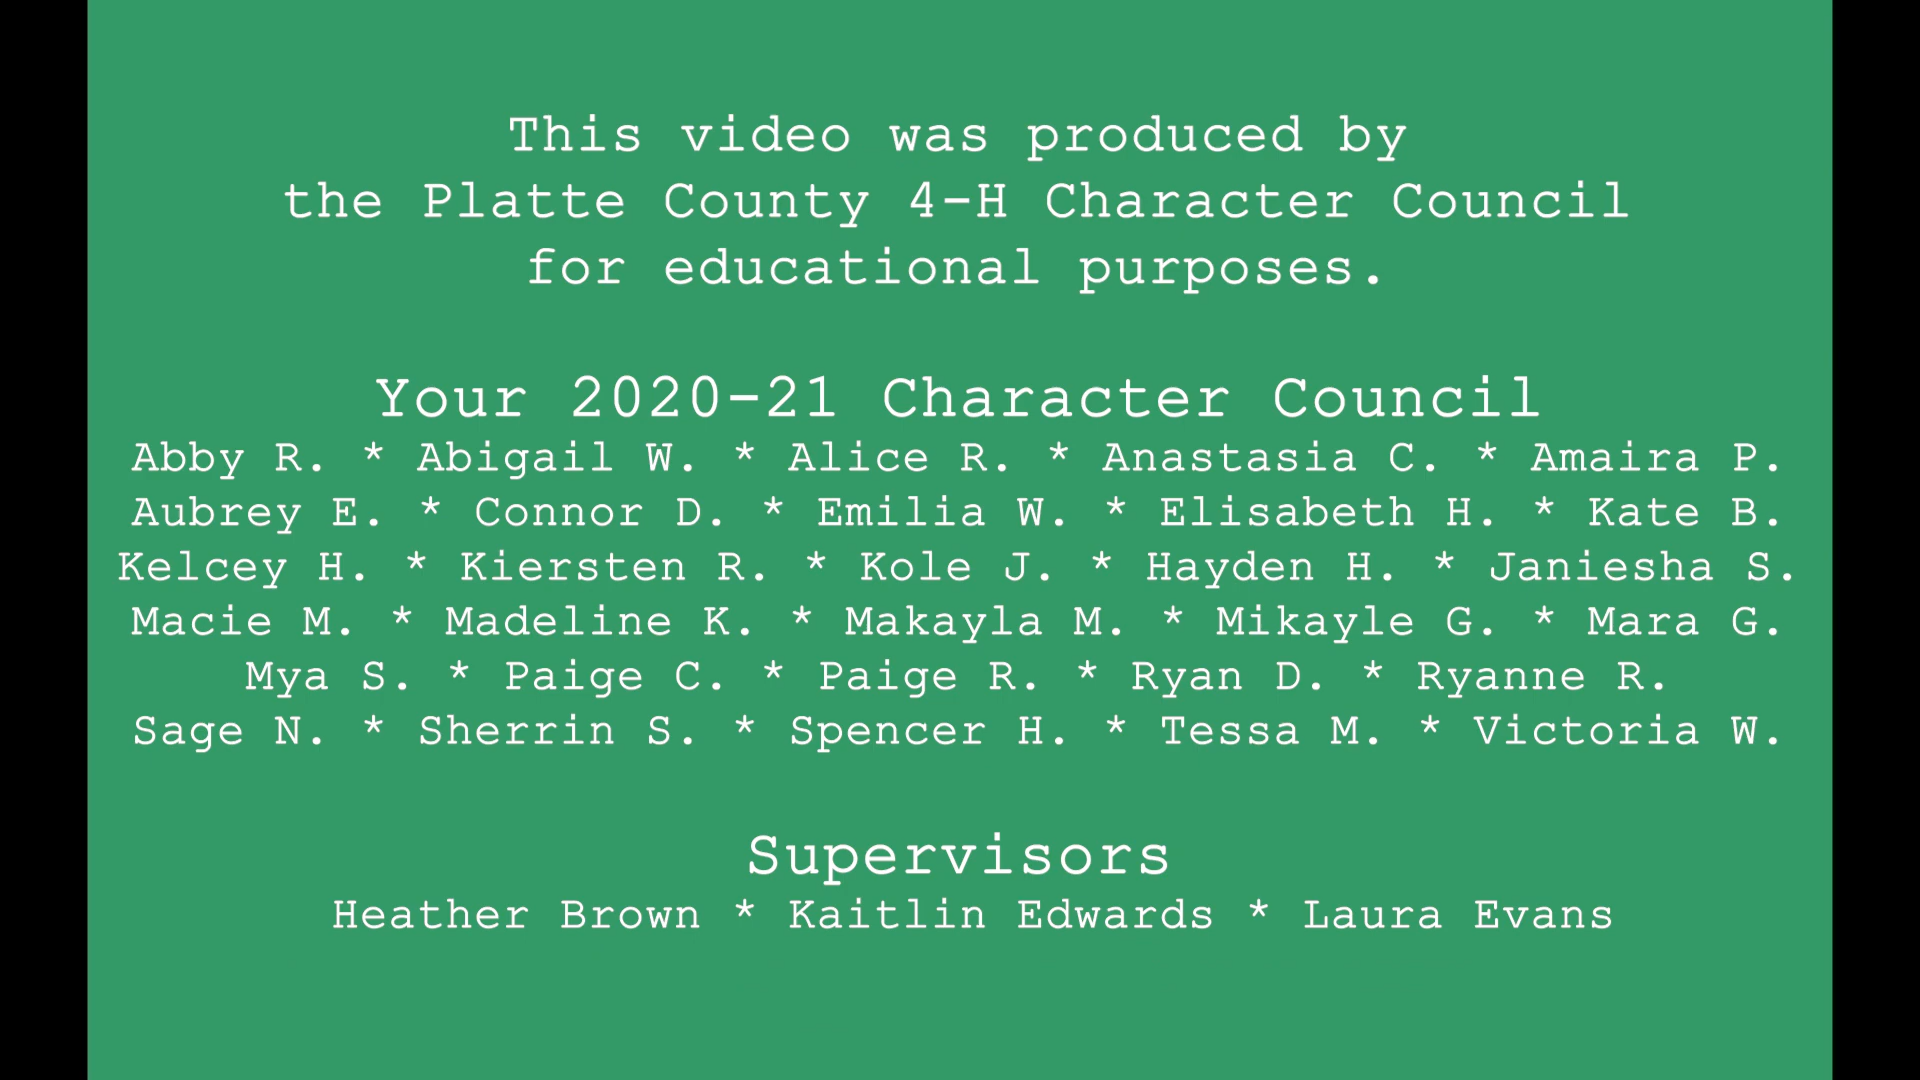 This video was produced by
the Platte County 4-H Character Council
for educational purposes.
Your 2020-21 Character Council
Abby R. * Abigail W. * Alice R. * Anastasia C. * Amaira P.
Aubrey E. * Connor D. * Emilia W. * Elisabeth H. * Kate B.
Kelcey H. * Kiersten R. * Kole J. * Hayden H. * Janiesha S.
Macie M. * Madeline K. * Makayla M. * Mikayle G. * Mara G.
Mya S. * Paige C. * Paige R. * Ryan D. * Ryanne R.
Sage N. * Sherrin S. * Spencer H. * Tessa M. * Victoria W.
Supervisors
Heather Brown * Kaitlin Edwards * Laura Evans